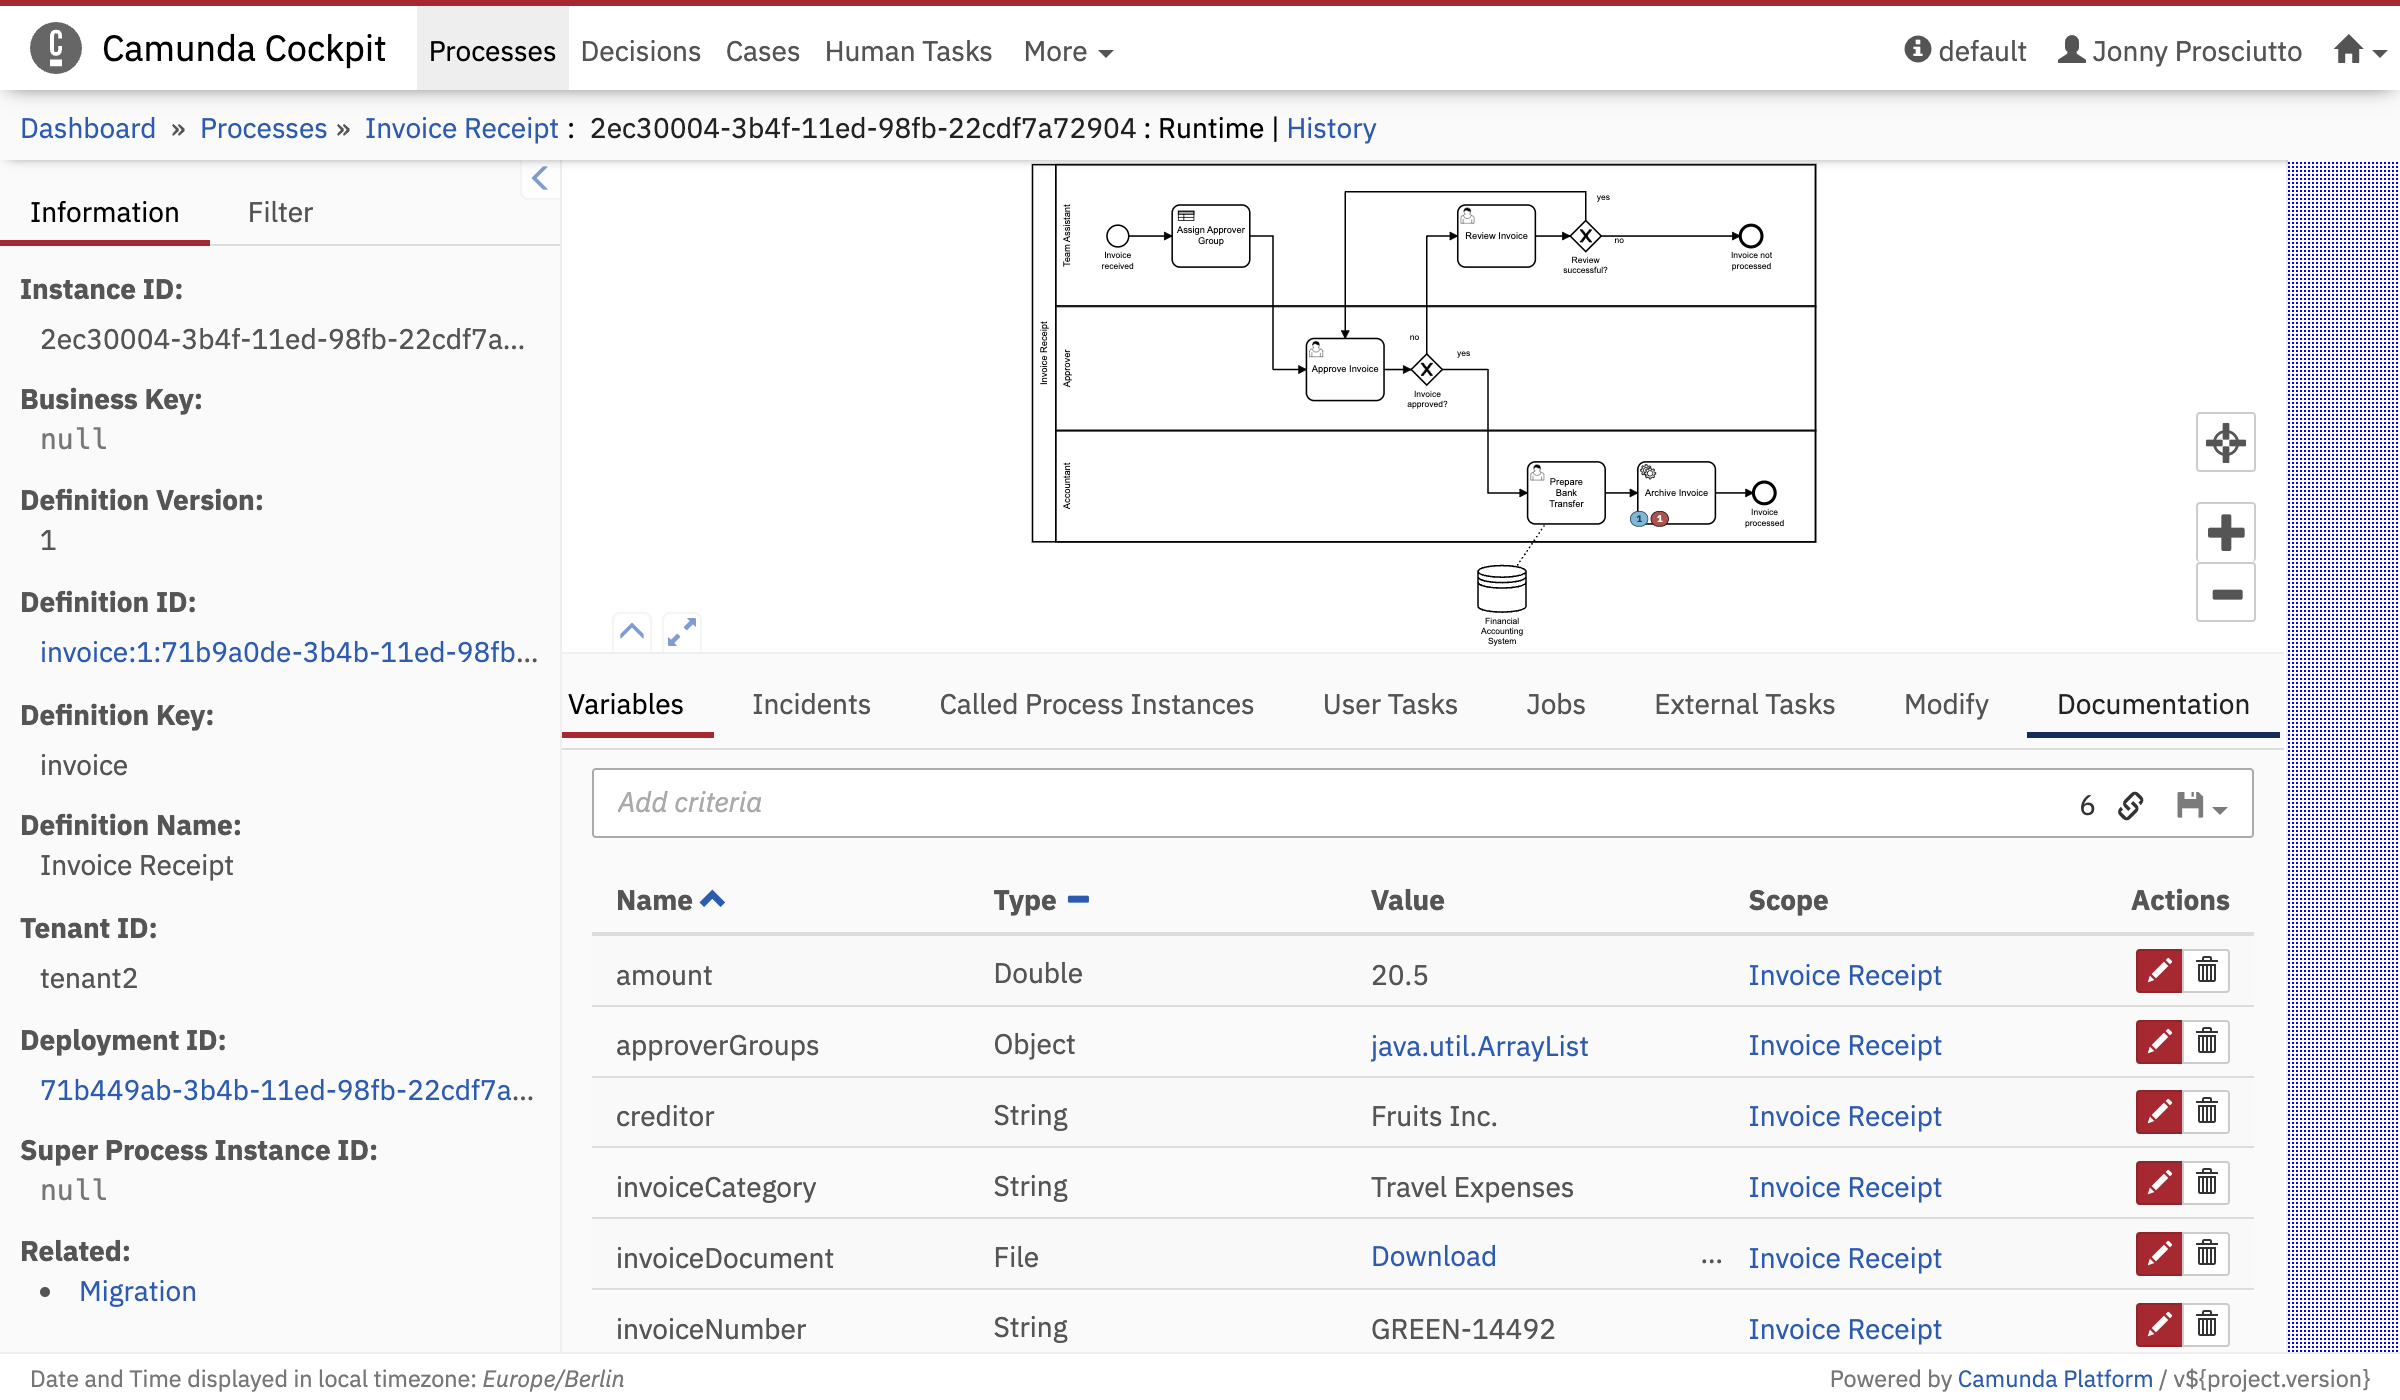 Camunda Cockpit
Processes Decisions Cases Human Tasks More
default Jonny Prosciutto
Dashboard » Processes » Invoice Receipt : 2ec30004-3b4f-11ed-98fb-22cdf7a72904 : Runtime | History
Information Filter
Instance ID:
2ec30004-3b4f-11ed-98fb-22cdf7a...
Business Key:
null
Definition Version:
1
Definition ID:
invoice:1:71b9a0de-3b4b-11ed-98fb...
Definition Key:
invoice
Definition Name:
Invoice Receipt
Tenant ID:
tenant2
Deployment ID:
71b449ab-3b4b-11ed-98fb-22cdf7a...
Super Process Instance ID:
null
Related:
• Migration
Invoice Receipt
Team Assistant
Invoice
received
Assign Approver
Group
Review Invoice
yes
no
Review
successful?
Invoice not
processed
Approver
Approve Invoice
no
yes
Invoice
approved?
Accountant
Prepare
Bank
Transfer
Archive Invoice
1 1
Invoice
processed
Financial
Accounting
System
Variables Incidents Called Process Instances User Tasks Jobs External Tasks Modify Documentation
Add criteria 6
Name Type Value Scope Actions
amount Double 20.5 Invoice Receipt
approverGroups Object java.util.ArrayList Invoice Receipt
creditor String Fruits Inc. Invoice Receipt
invoiceCategory String Travel Expenses Invoice Receipt
invoiceDocument File Download ... Invoice Receipt
invoiceNumber String GREEN-14492 Invoice Receipt
Date and Time displayed in local timezone: Europe/Berlin
Powered by Camunda Platform / v${project.version}